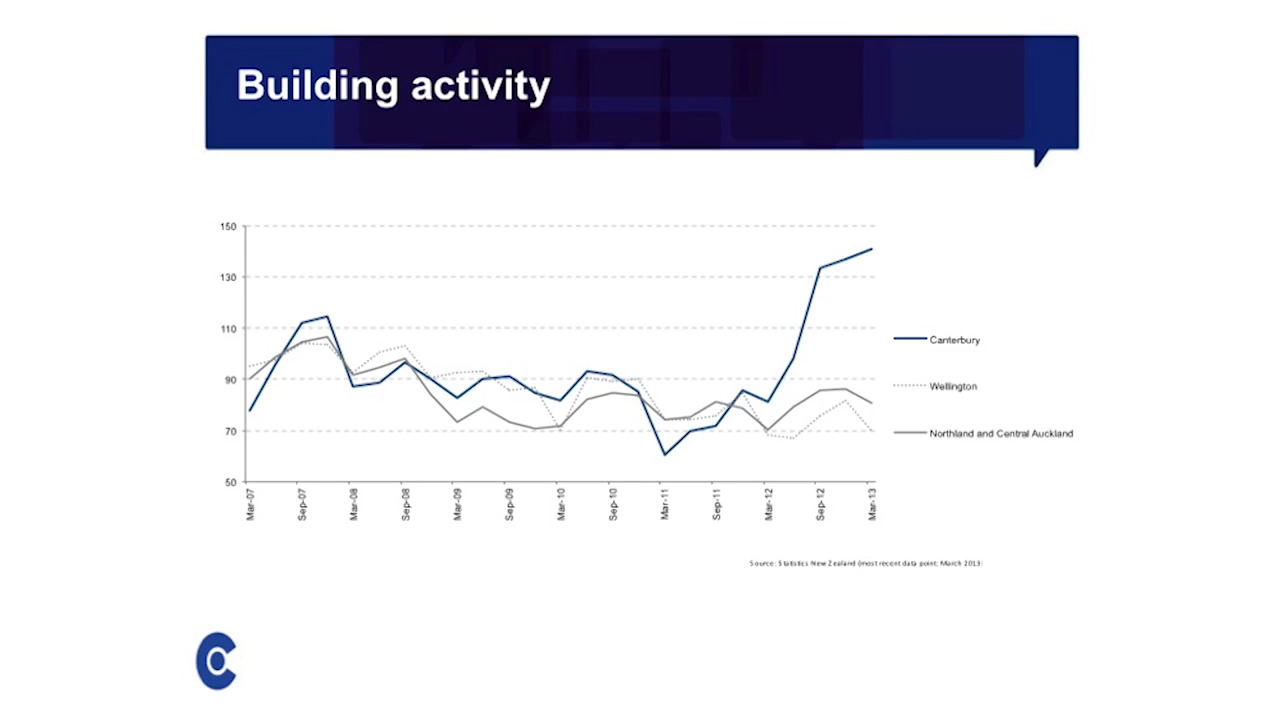 Building activity
150
130
110
90
70
50
Mar-07
Sep-07
Mar-08
Sep-08
Mar-09
Sep-09
Mar-10
Sep-10
Mar-11
Sep-11
Mar-12
Sep-12
Mar-13
Canterbury
Wellington
Northland and Central Auckland
Source: Statistics New Zealand (most recent data point: March 2013)